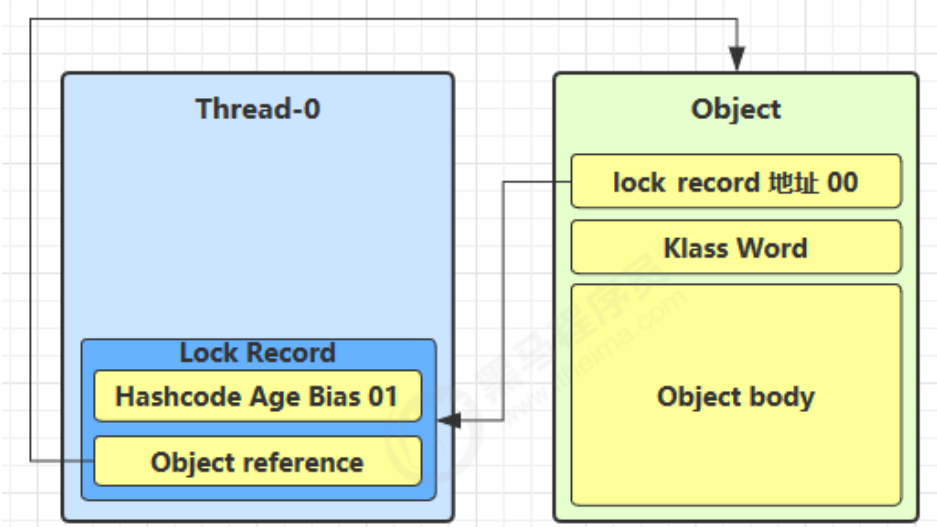 Thread-0
Lock Record
Hashcode Age Bias 01
Object reference
Object
lock record 地址 00
Klass Word
Object body
黑马程序员
www.itheima.com